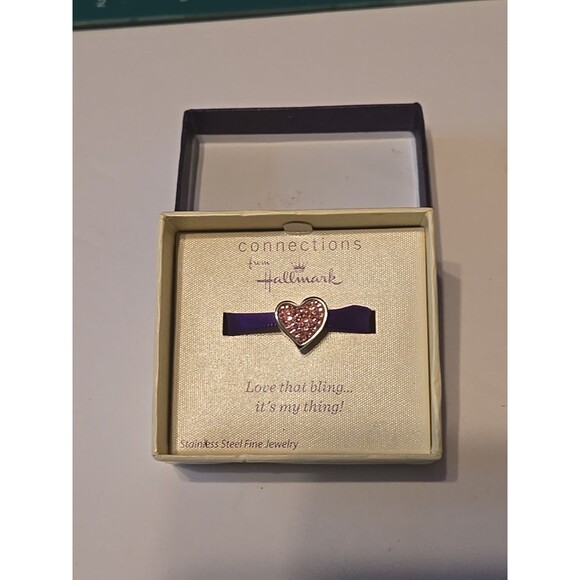 connections
from
Hallmark
Love that bling...
it's my thing!
Stainless Steel Fine Jewelry